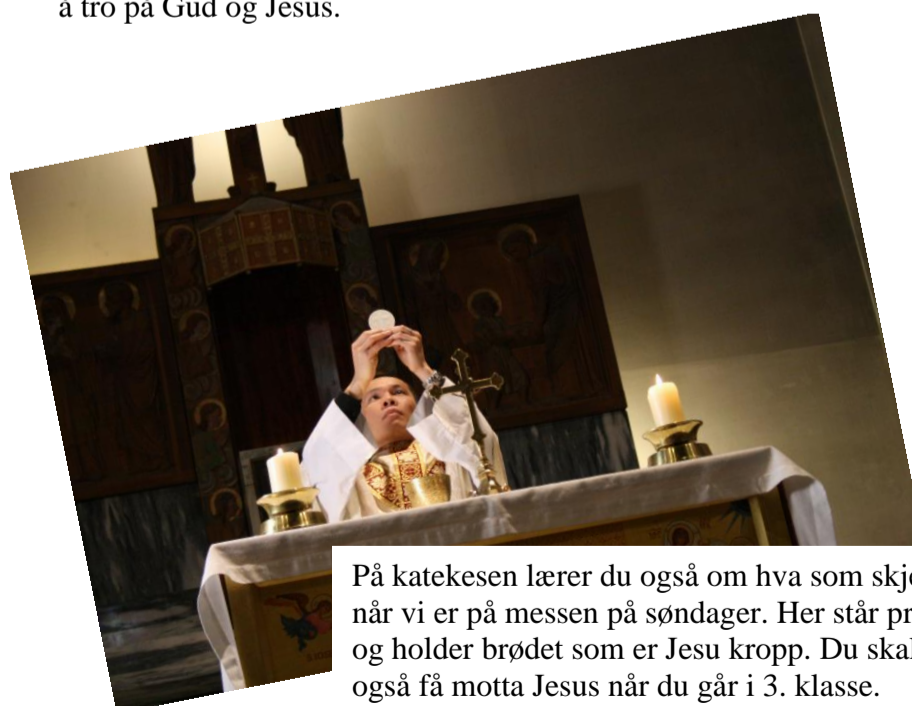 å tro på Gud og Jesus.
På katekesen lærer du også om hva som skje
når vi er på messen på søndager. Her står pr
og holder brødet som er Jesu kropp. Du skal
også få motta Jesus når du går i 3. klasse.